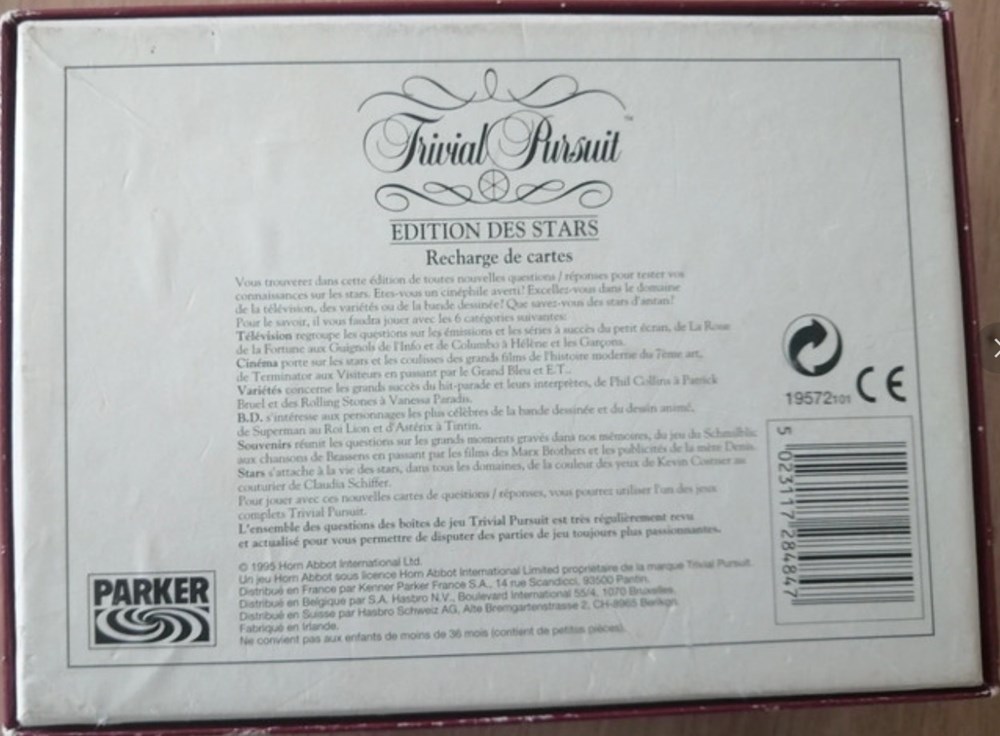 Trivial Pursuit™
EDITION DES STARS
Recharge de cartes
Vous trouverez dans cette édition de toutes nouvelles questions / réponses pour tester vos
connaissances sur les stars. Etes-vous un cinéphile averti? Excellez-vous dans le domaine
de la télévision, des variétés ou de la bande dessinée? Que savez-vous des stars d'antan?
Pour le savoir, il vous faudra jouer avec les 6 catégories suivantes:
Télévision regroupe les questions sur les émissions et les séries à succès du petit écran, de La Roue
de la Fortune aux Guignols de l'Info et de Columbo à Hélène et les Garçons.
Cinéma porte sur les stars et les coulisses des grands films de l'histoire moderne du 7ème art,
de Terminator aux Visiteurs en passant par le Grand Bleu et E.T..
Variétés concerne les grands succès du hit-parade et leurs interprètes, de Phil Collins à Patrick
Bruel et des Rolling Stones à Vanessa Paradis.
B.D. s'intéresse aux personnages les plus célèbres de la bande dessinée et du dessin animé,
de Superman au Roi Lion et d'Astérix à Tintin.
Souvenirs réunit les questions sur les grands moments gravés dans nos mémoires, du jeu du Schmilblic
aux chansons de Brassens en passant par les films des Marx Brothers et les publicités de la mère Denis.
Stars s'attache à la vie des stars, dans tous les domaines, de la couleur des yeux de Kevin Costner au
couturier de Claudia Schiffer.
Pour jouer avec ces nouvelles cartes de questions / réponses, vous pourrez utiliser l'un des jeux
complets Trivial Pursuit.
L'ensemble des questions des boîtes de jeu Trivial Pursuit est très régulièrement revu
et actualisé pour vous permettre de disputer des parties de jeu toujours plus passionnantes.
© 1995 Horn Abbot International Ltd.
Un jeu Horn Abbot sous licence Horn Abbot International Limited propriétaire de la marque Trivial Pursuit.
Distribué en France par Kenner Parker France S.A., 14 rue Scandicci, 93500 Pantin.
Distribué en Belgique par S.A. Hasbro N.V., Boulevard International 55/4, 1070 Bruxelles.
Distribué en Suisse par Hasbro Schweiz AG, Alte Bremgartenstrasse 2, CH-8965 Berikon.
Fabriqué en Irlande.
Ne convient pas aux enfants de moins de 36 mois (contient de petites pièces).
PARKER
CE
19572101
5 023117 284847